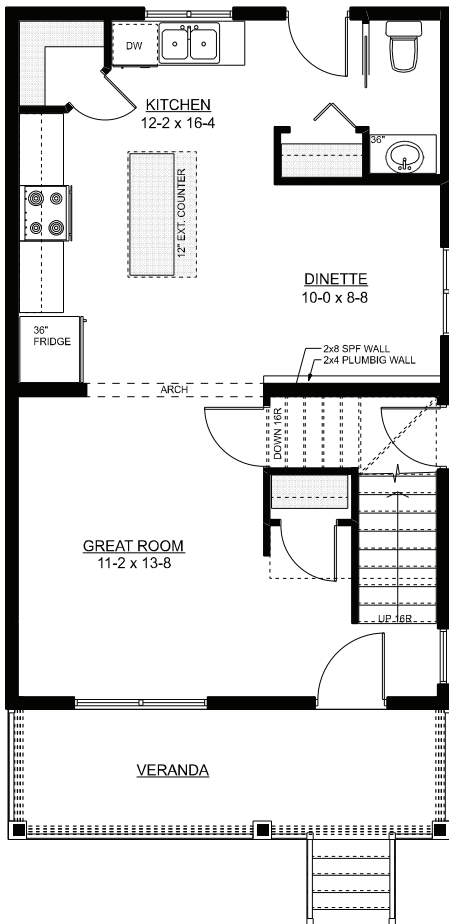 DW
KITCHEN
12-2 x 16-4
36"
12" EXT. COUNTER
DINETTE
10-0 x 8-8
36"
FRIDGE
2x8 SPF WALL
2x4 PLUMBIG WALL
ARCH
DOWN 16R
GREAT ROOM
11-2 x 13-8
UP 16R
VERANDA